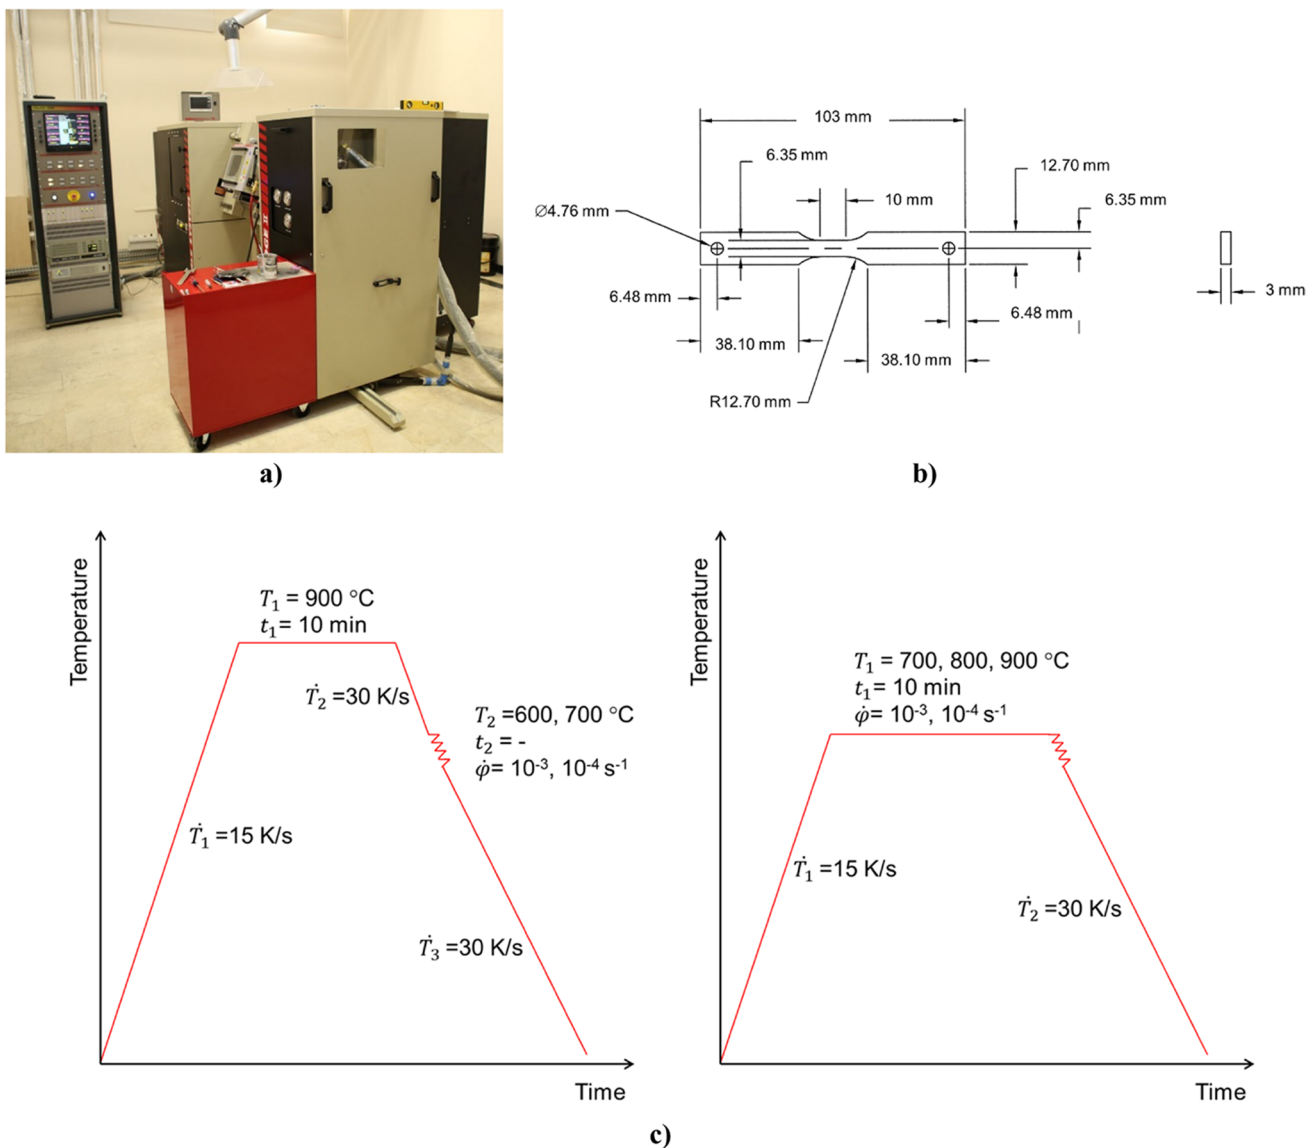 103 mm
6.35 mm
12.70 mm
10 mm
6.35 mm
Ø4.76 mm
6.48 mm
3 mm
6.48 mm
38.10 mm
38.10 mm
R12.70 mm
a)
b)
Temperature
T₁ = 900 °C
t₁= 10 min
Ṫ₂ =30 K/s
T₂ =600, 700 °C
t₂ = -
φ̇= 10⁻³, 10⁻⁴ s⁻¹
Ṫ₁ =15 K/s
Ṫ₃ =30 K/s
Time
Temperature
T₁ = 700, 800, 900 °C
t₁= 10 min
φ̇= 10⁻³, 10⁻⁴ s⁻¹
Ṫ₁ =15 K/s
Ṫ₂ =30 K/s
Time
c)